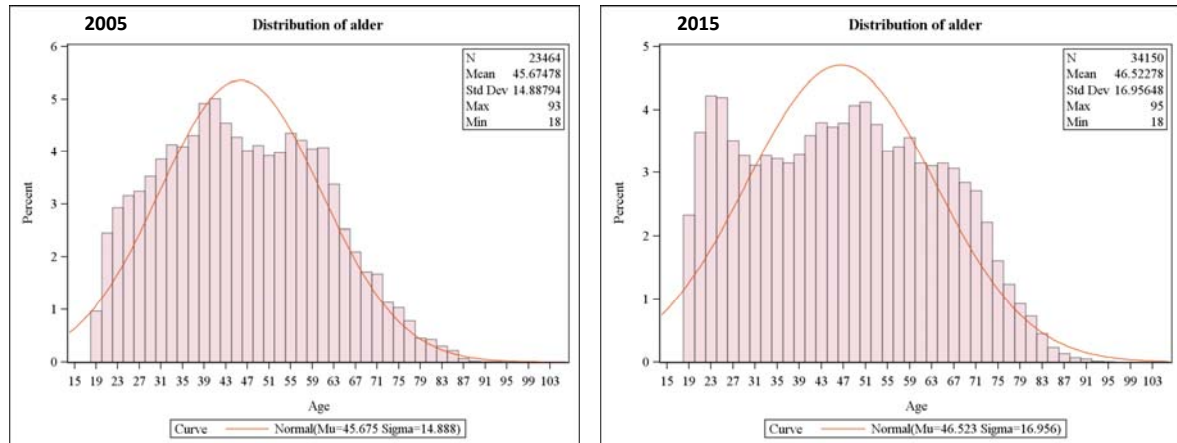 2005
Distribution of alder
N 23464
Mean 45.67478
Std Dev 14.88794
Max 93
Min 18
6
5
4
3
2
1
0
Percent
15 19 23 27 31 35 39 43 47 51 55 59 63 67 71 75 79 83 87 91 95 99 103
Age
Curve Normal(Mu=45.675 Sigma=14.888)
2015
Distribution of alder
N 34150
Mean 46.52278
Std Dev 16.95648
Max 95
Min 18
5
4
3
2
1
0
Percent
15 19 23 27 31 35 39 43 47 51 55 59 63 67 71 75 79 83 87 91 95 99 103
Age
Curve Normal(Mu=46.523 Sigma=16.956)